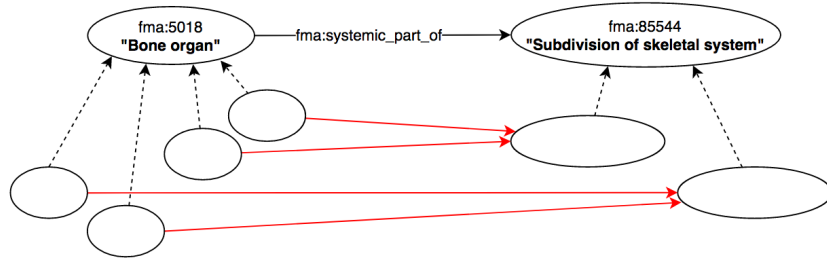 fma:5018
"Bone organ"
fma:systemic_part_of
fma:85544
"Subdivision of skeletal system"